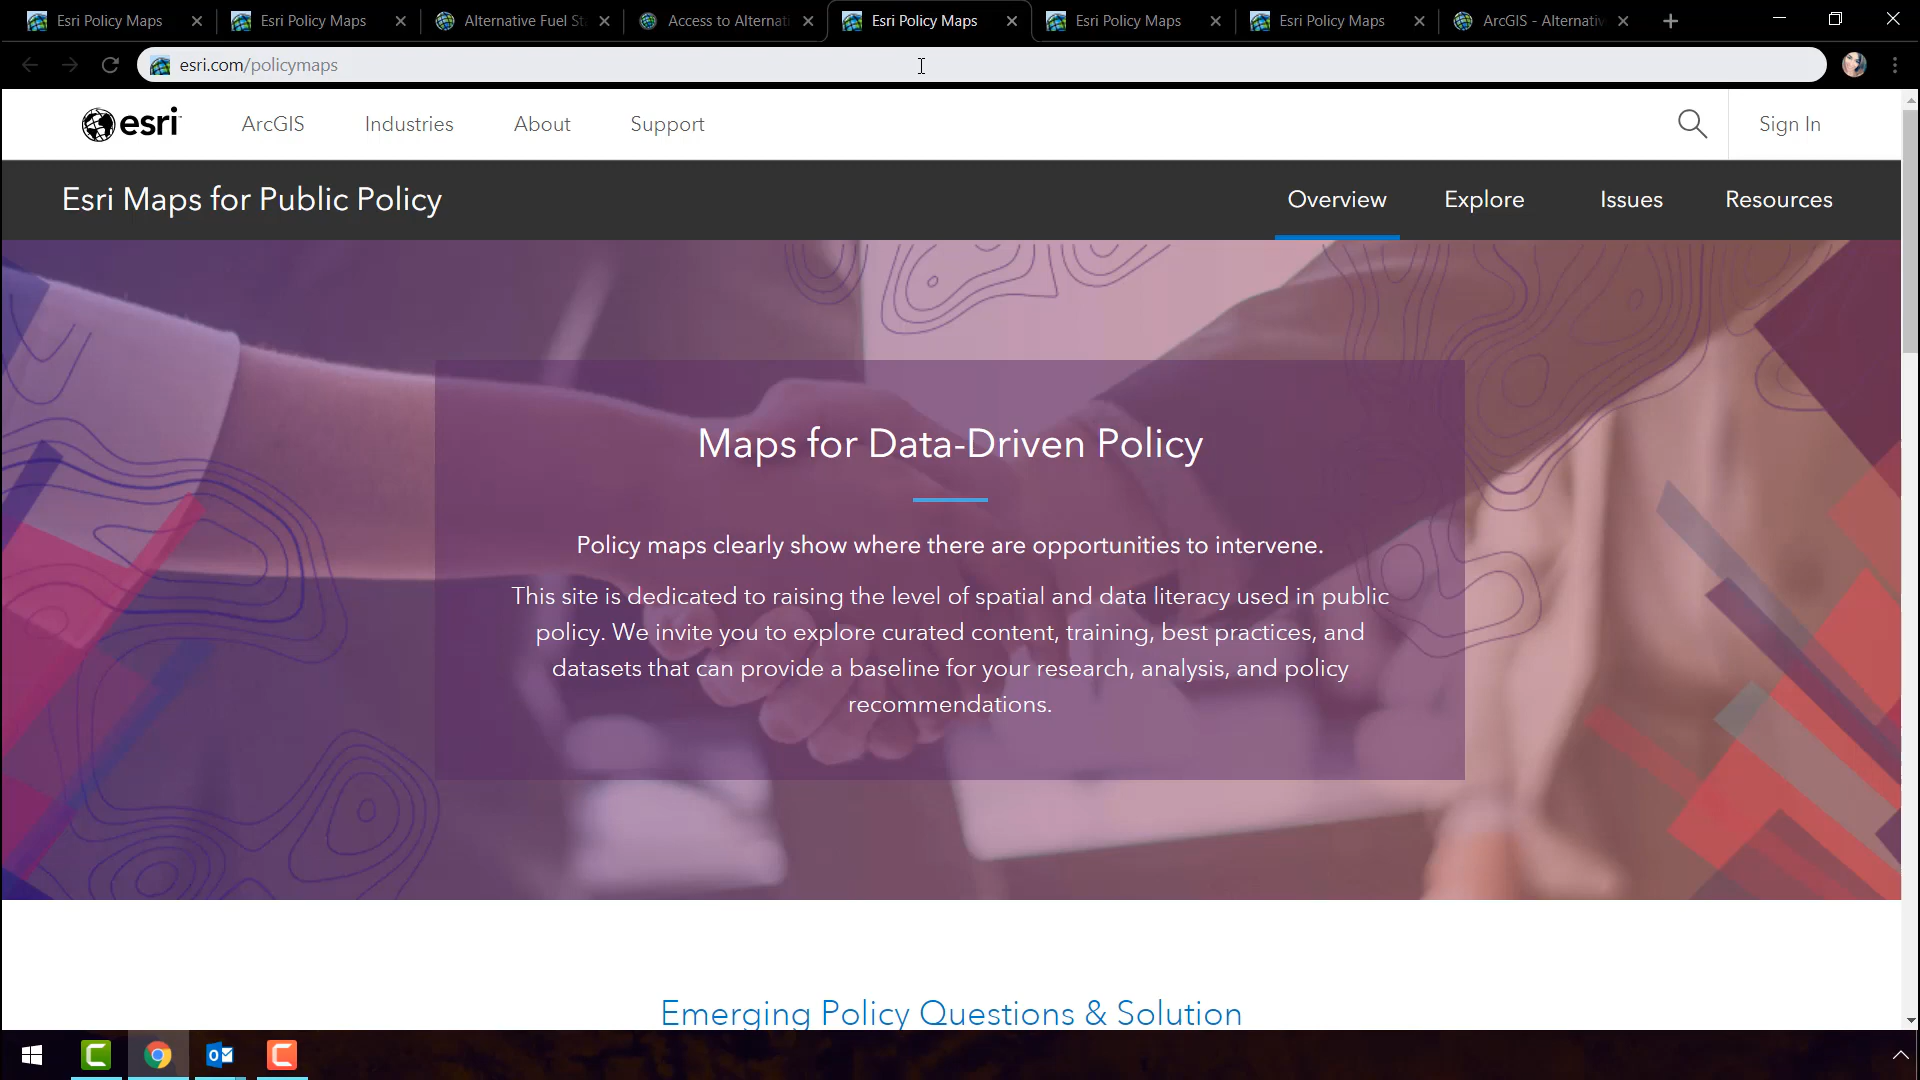 Esri Policy Maps
Esri Policy Maps
Alternative Fuel St
Access to Alternati
Esri Policy Maps
Esri Policy Maps
Esri Policy Maps
ArcGIS - Alternativ
esri.com/policymaps
esri
ArcGIS
Industries
About
Support
Sign In
Esri Maps for Public Policy
Overview
Explore
Issues
Resources
Maps for Data-Driven Policy
Policy maps clearly show where there are opportunities to intervene.
This site is dedicated to raising the level of spatial and data literacy used in public
policy. We invite you to explore curated content, training, best practices, and
datasets that can provide a baseline for your research, analysis, and policy
recommendations.
Emerging Policy Questions & Solution